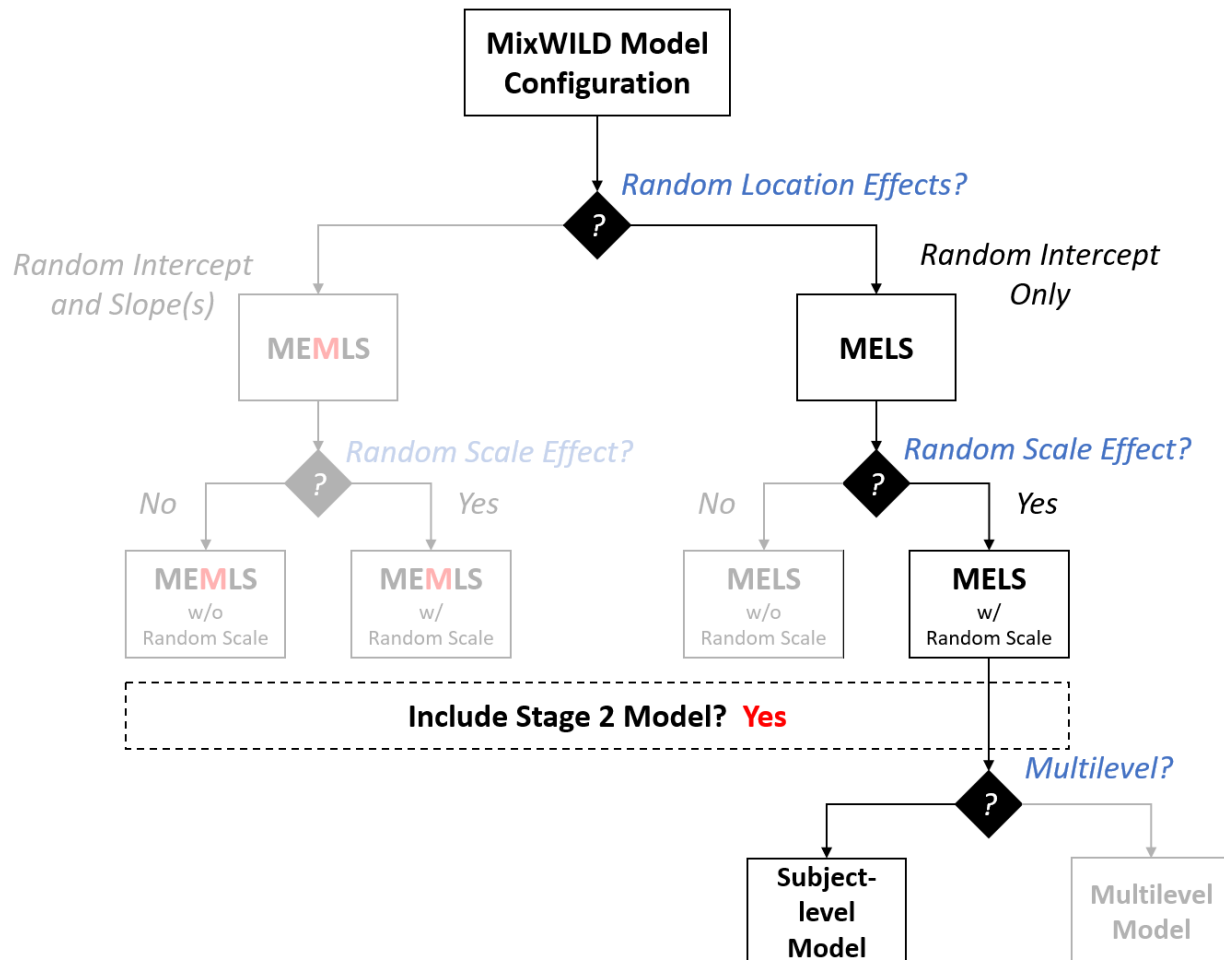 MixWILD Model
Configuration
Random Location Effects?
?
Random Intercept
and Slope(s)
Random Intercept
Only
MEMLS
MELS
Random Scale Effect?
Random Scale Effect?
?
?
No
Yes
No
Yes
MEMLS
w/o
Random Scale
MEMLS
w/
Random Scale
MELS
w/o
Random Scale
MELS
w/
Random Scale
Include Stage 2 Model? Yes
Multilevel?
?
Subject-
level
Model
Multilevel
Model